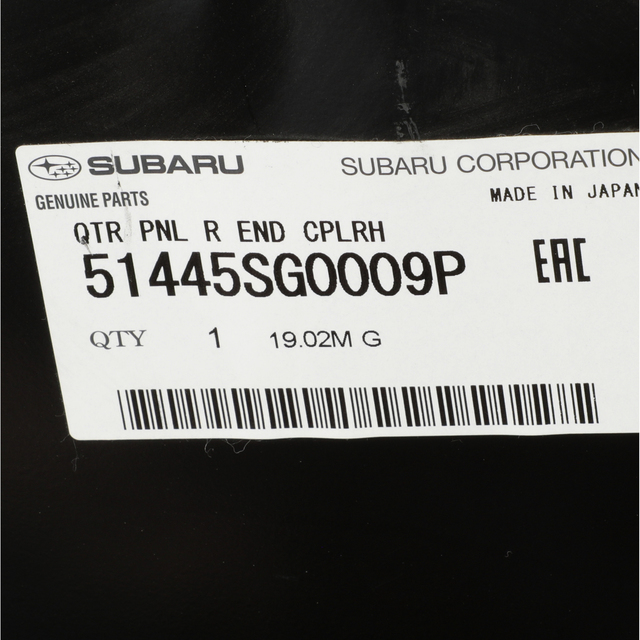 SUBARU SUBARU CORPORATION
GENUINE PARTS MADE IN JAPAN
QTR PNL R END CPLRH
51445SG0009P EAC
QTY 1 19.02M G